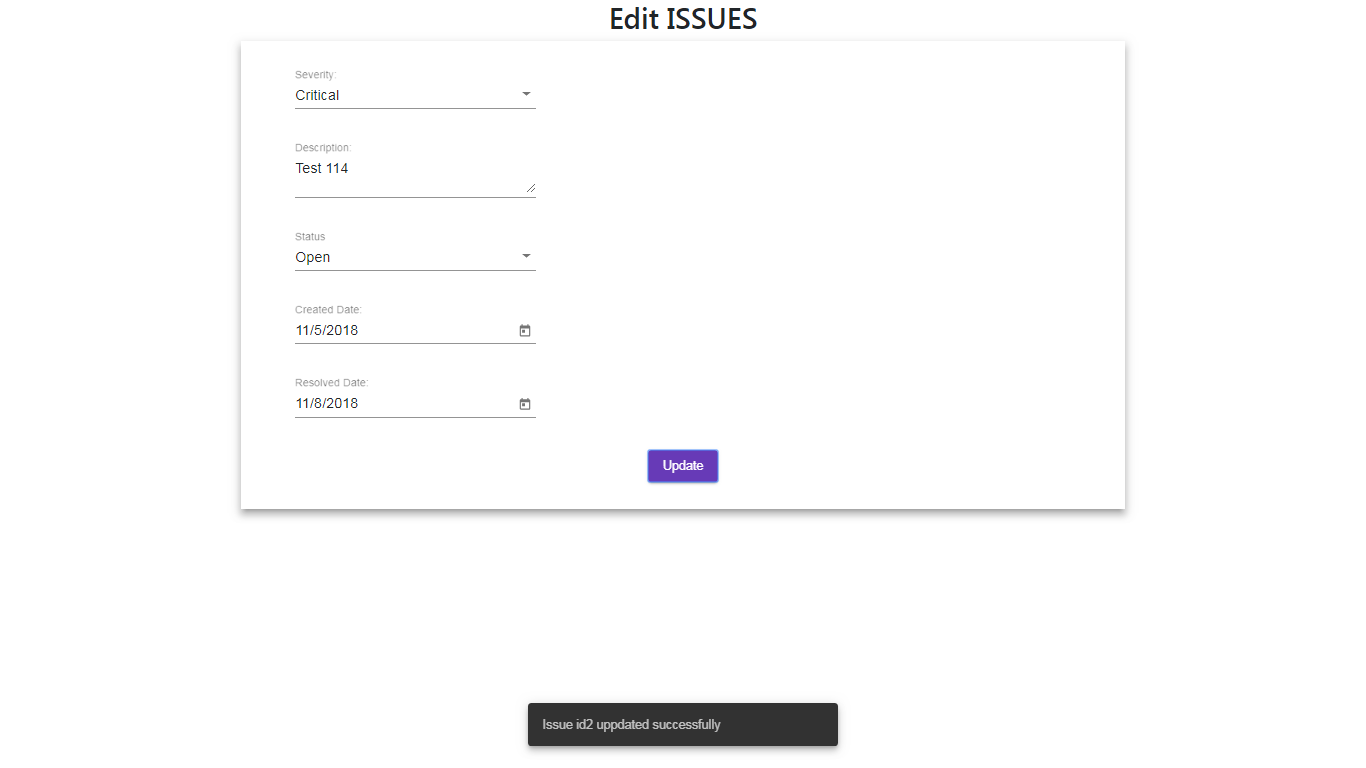 Edit ISSUES
Severity:
Critical
Description:
Test 114
Status
Open
Created Date:
11/5/2018
Resolved Date:
11/8/2018
Update
Issue id2 uppdated successfully